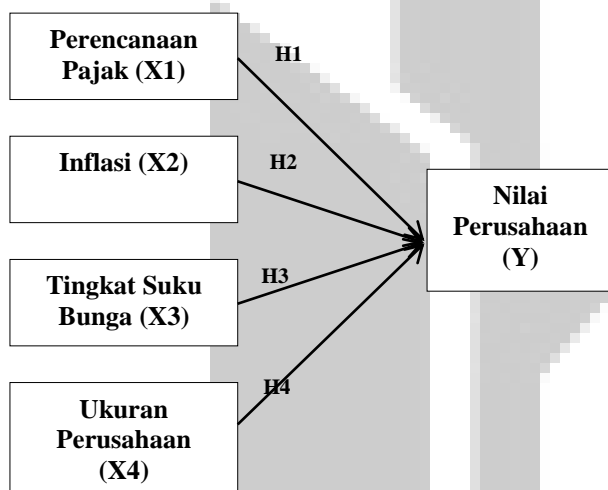 Perencanaan
Pajak (X1)
H1
Inflasi (X2)
H2
Nilai
Perusahaan
(Y)
Tingkat Suku
Bunga (X3)
H3
Ukuran
Perusahaan
(X4)
H4